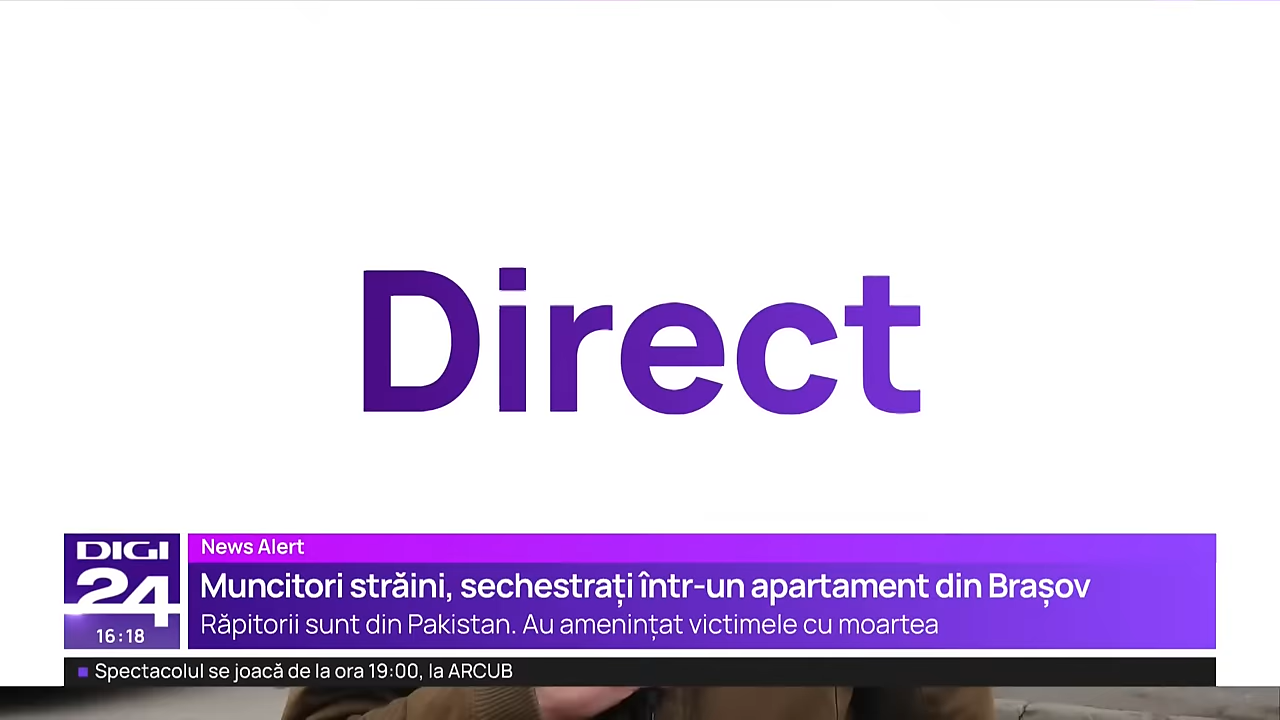 Direct
DIGI
24
16:18
News Alert
Muncitori străini, sechestrați într-un apartament din Brașov
Răpitorii sunt din Pakistan. Au amenințat victimele cu moartea
Spectacolul se joacă de la ora 19:00, la ARCUB